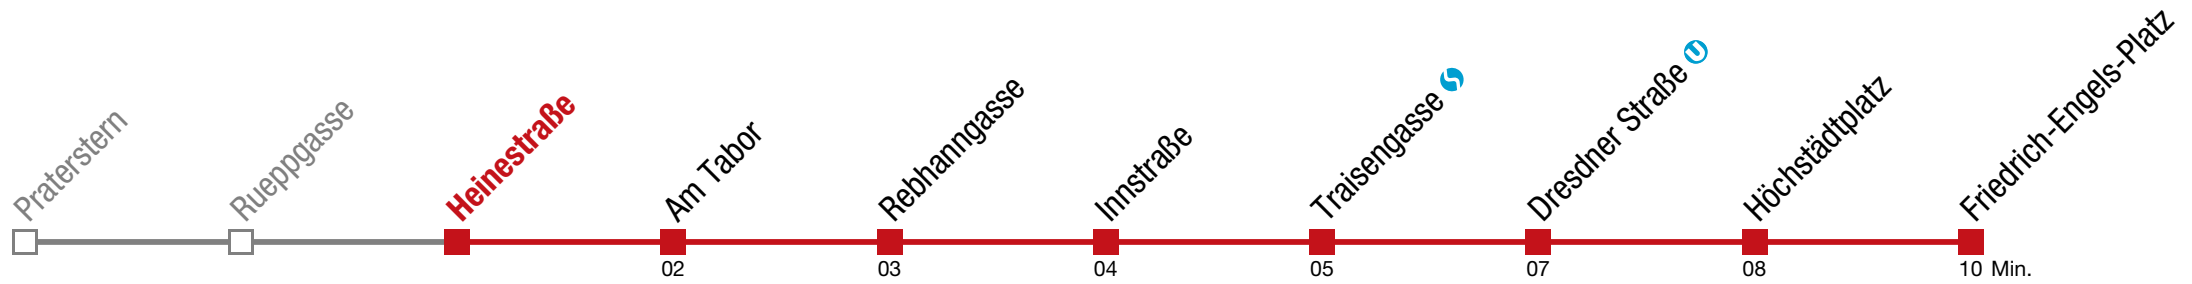 Praterstern
Rueppgasse
Heinestraße
Am Tabor
Rebhanngasse
Innstraße
Traisengasse
Dresdner Straße U
Höchstädtplatz
Friedrich-Engels-Platz
02 03 04 05 07 08 10 Min.